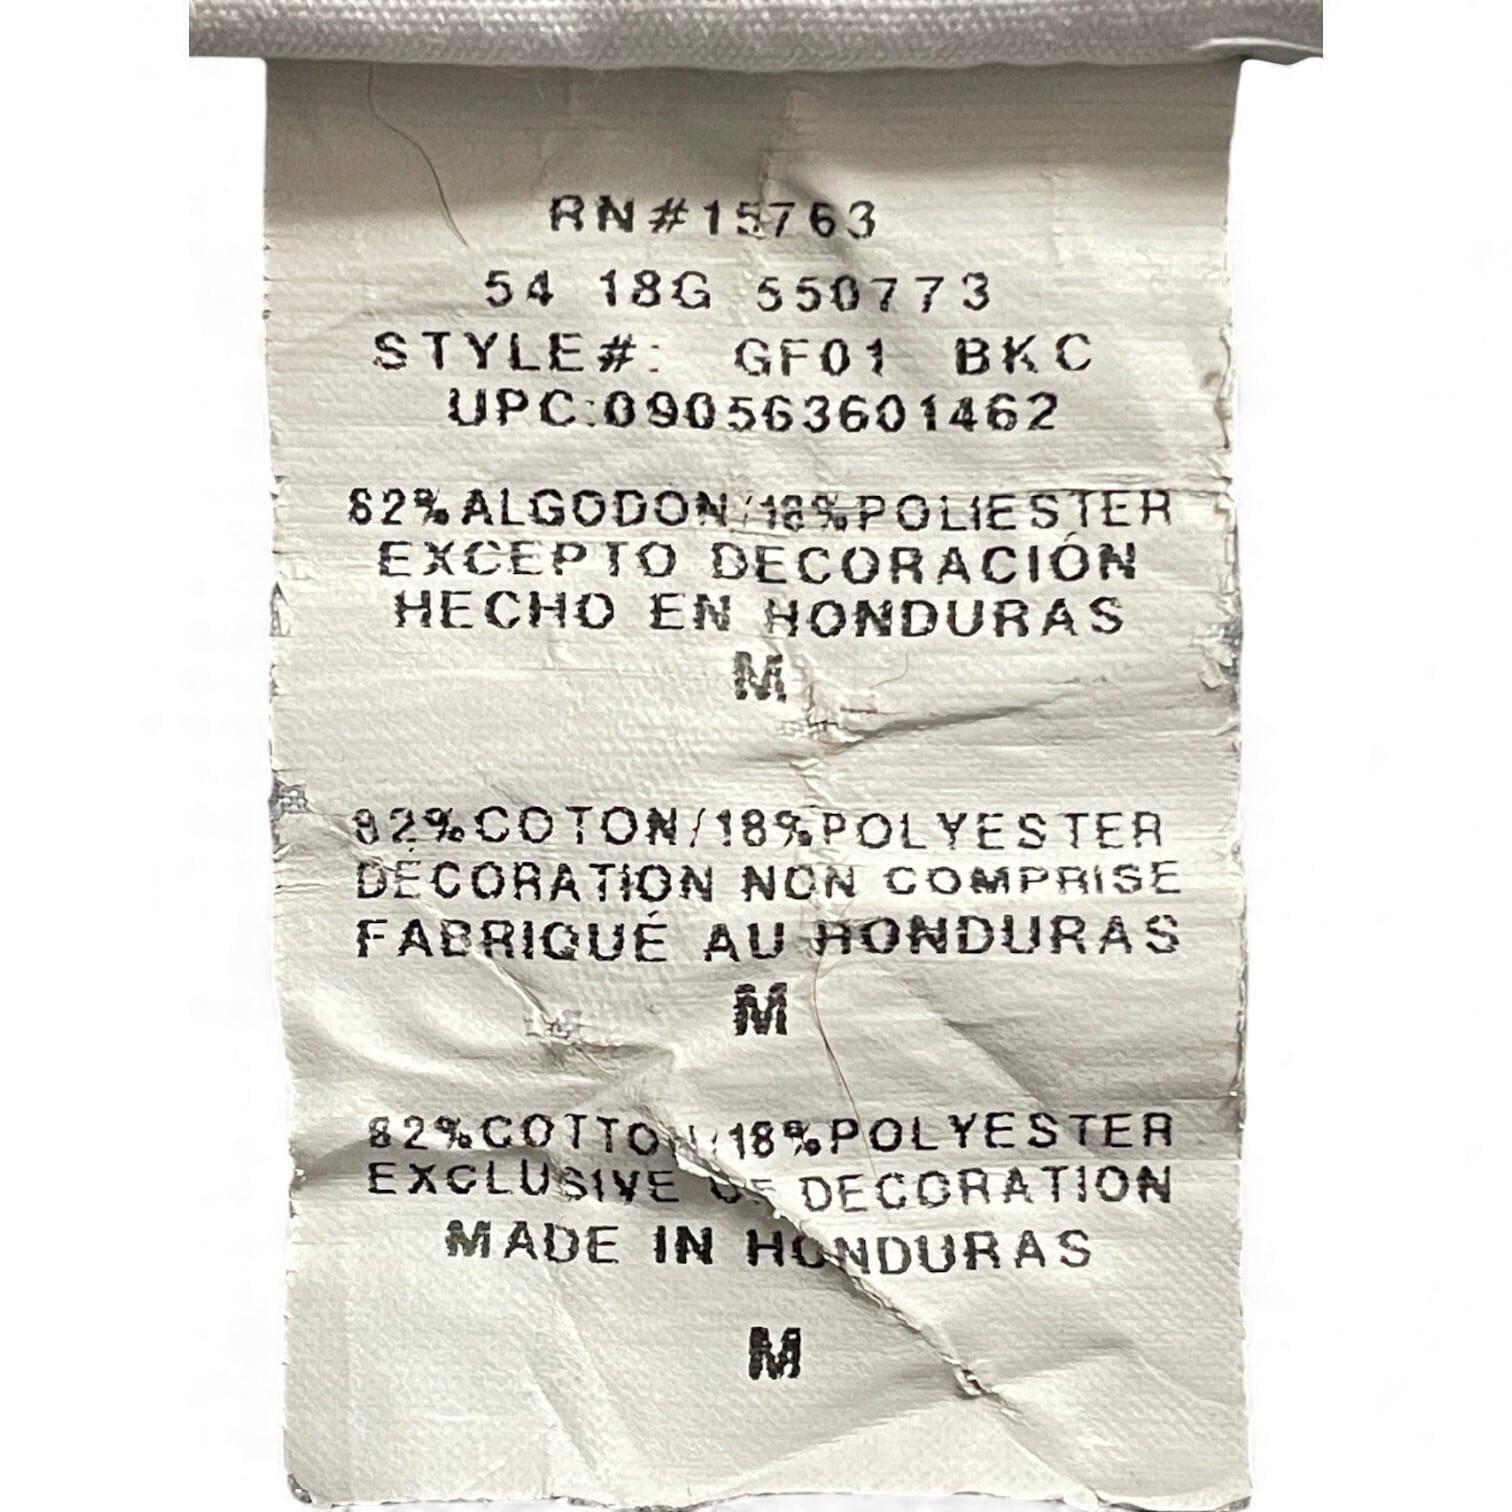 RN#15763
54 18G 550773
STYLE#: GF01 BKC
UPC:090563601462
82%ALGODON/18%POLIESTER
EXCEPTO DECORACIÓN
HECHO EN HONDURAS
M
82%COTON/18%POLYESTER
DÉCORATION NON COMPRISE
FABRIQUÉ AU HONDURAS
M
82%COTTON/18%POLYESTER
EXCLUSIVE OF DECORATION
MADE IN HONDURAS
M